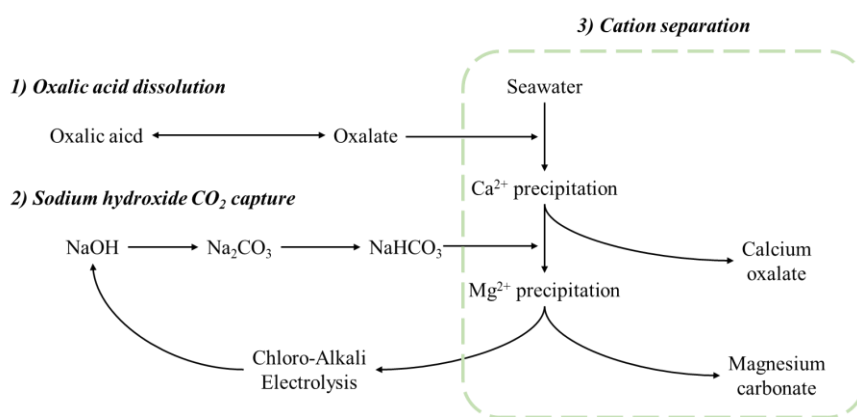 3) Cation separation
1) Oxalic acid dissolution
Seawater
Oxalic aicd
Oxalate
Ca²⁺ precipitation
2) Sodium hydroxide CO₂ capture
NaOH
Na₂CO₃
NaHCO₃
Calcium
oxalate
Mg²⁺ precipitation
Chloro-Alkali
Electrolysis
Magnesium
carbonate